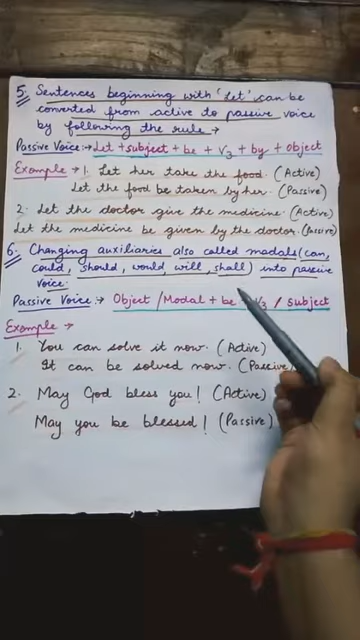 5. Sentences beginning with 'Let' can be
converted from active to passive voice
by following the rule →
Passive Voice:→ Let + subject + be + V3 + by + object
Example → 1. Let her take the food. (Active)
Let the food be taken by her. (Passive)
2. Let the doctor give the medicine. (Active)
Let the medicine be given by the doctor. (Passive)
6. Changing auxiliaries also called modals (can,
could, should, would will, shall) into passive
voice:
Passive Voice:→ Object / Modal + be V3 / subject
Example →
1. You can solve it now. (Active)
It can be solved now. (Passive)
2. May God bless you! (Active)
May you be blessed! (Passive)